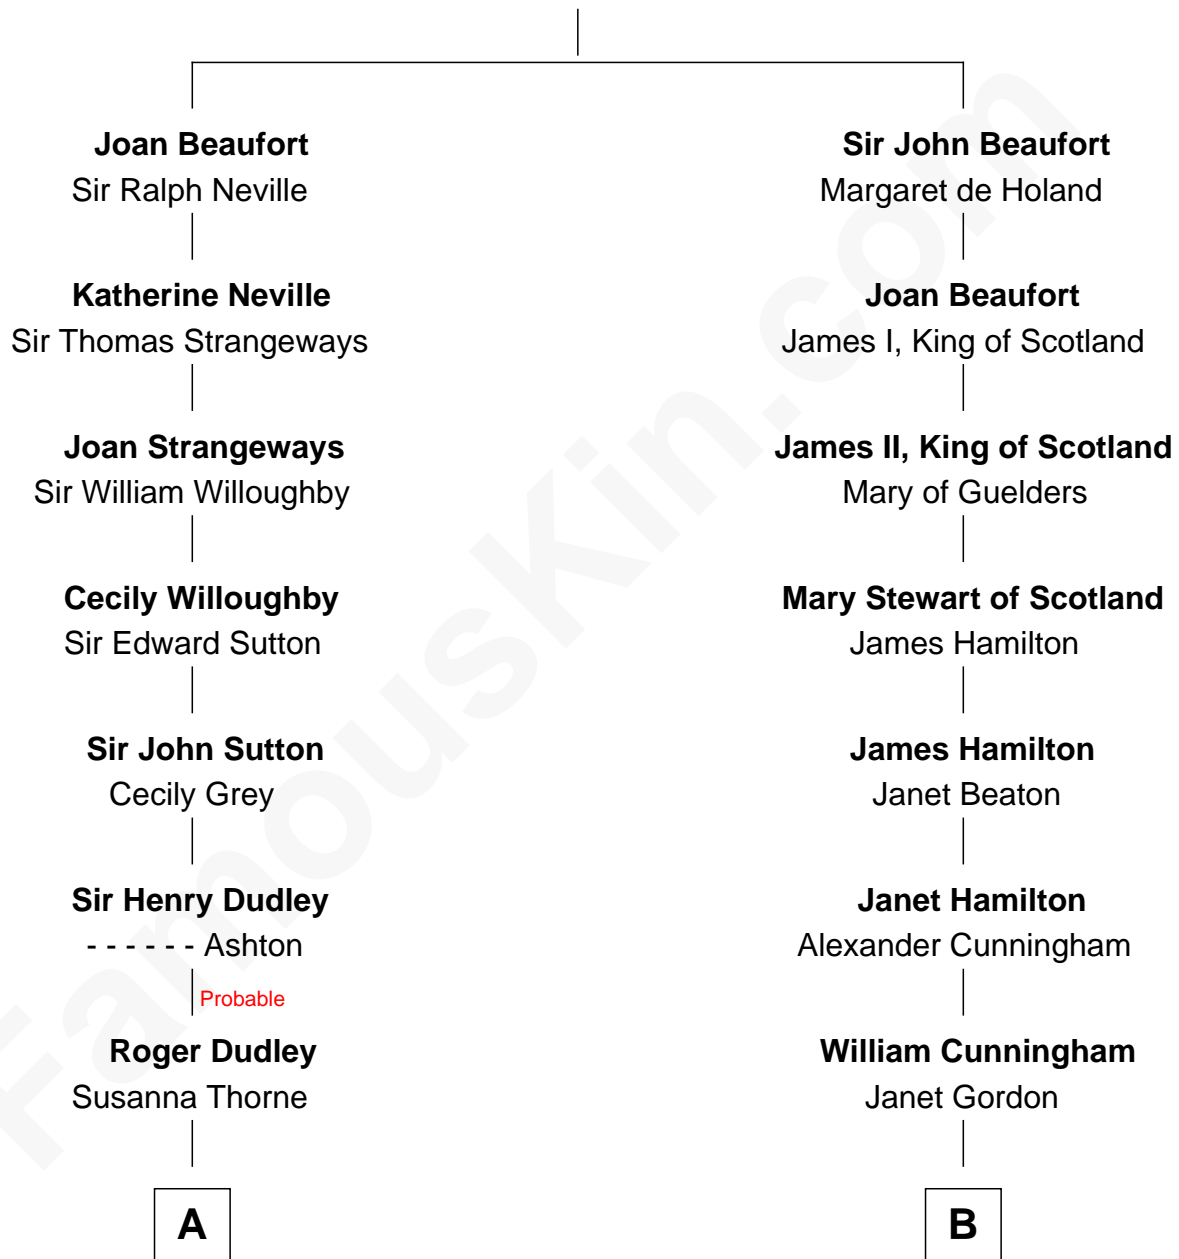 Joan Beaufort
Sir Ralph Neville
Katherine Neville
Sir Thomas Strangeways
Joan Strangeways
Sir William Willoughby
Cecily Willoughby
Sir Edward Sutton
Sir John Sutton
Cecily Grey
Sir Henry Dudley
- - - - - - Ashton
Probable
Roger Dudley
Susanna Thorne
A
Sir John Beaufort
Margaret de Holand
Joan Beaufort
James I, King of Scotland
James II, King of Scotland
Mary of Guelders
Mary Stewart of Scotland
James Hamilton
James Hamilton
Janet Beaton
Janet Hamilton
Alexander Cunningham
William Cunningham
Janet Gordon
B
FamousKin.com